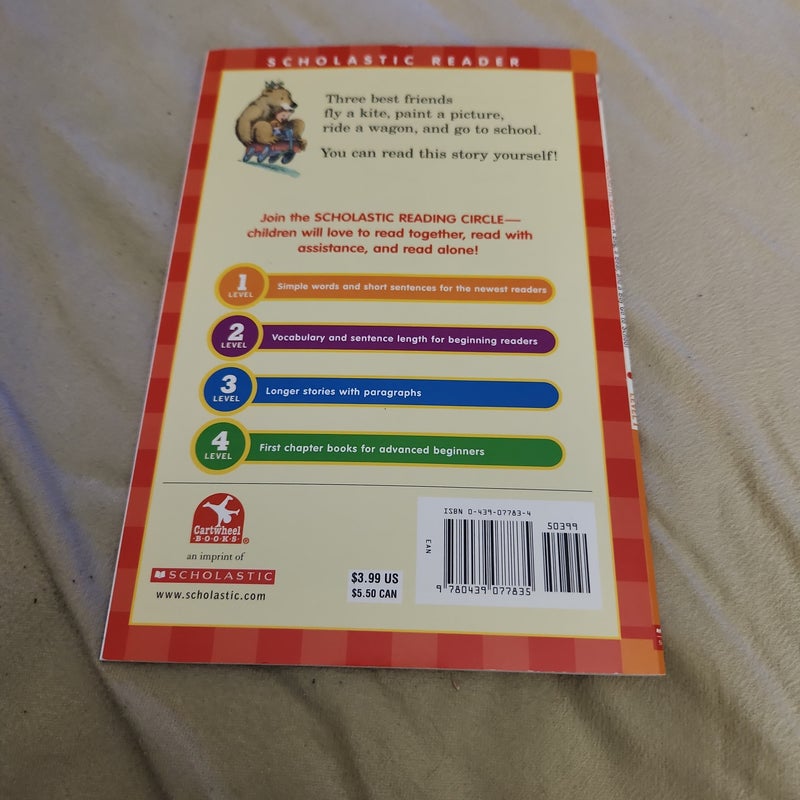 SCHOLASTIC READER
Three best friends
fly a kite, paint a picture,
ride a wagon, and go to school.
You can read this story yourself!
Join the SCHOLASTIC READING CIRCLE—
children will love to read together, read with
assistance, and read alone!
1 LEVEL Simple words and short sentences for the newest readers
2 LEVEL Vocabulary and sentence length for beginning readers
3 LEVEL Longer stories with paragraphs
4 LEVEL First chapter books for advanced beginners
Cartwheel
·BOOKS· ®
an imprint of
SCHOLASTIC
www.scholastic.com
$3.99 US
$5.50 CAN
ISBN 0-439-07783-4
50399
EAN
9 780439 077835